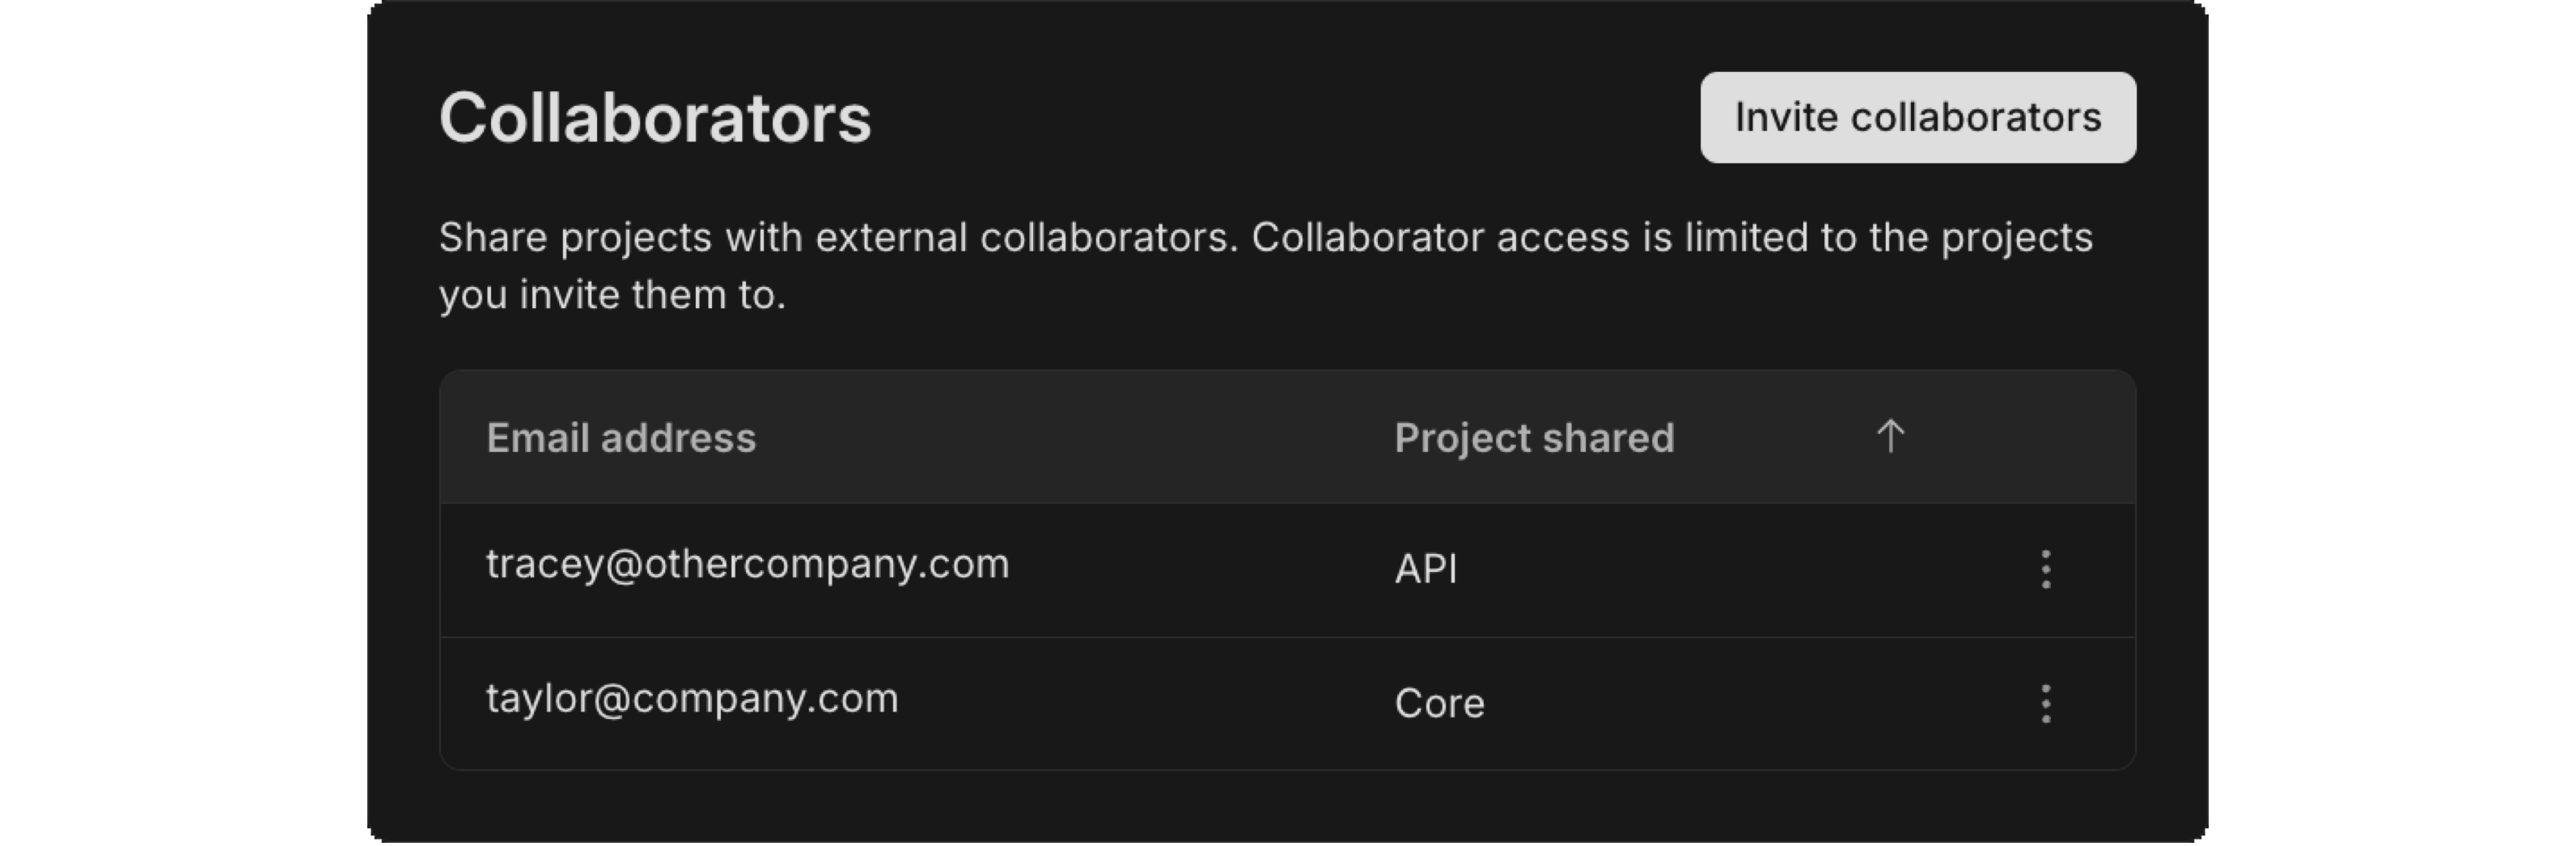 Collaborators
Invite collaborators
Share projects with external collaborators. Collaborator access is limited to the projects
you invite them to.
Email address Project shared ↑
tracey@othercompany.com API
taylor@company.com Core